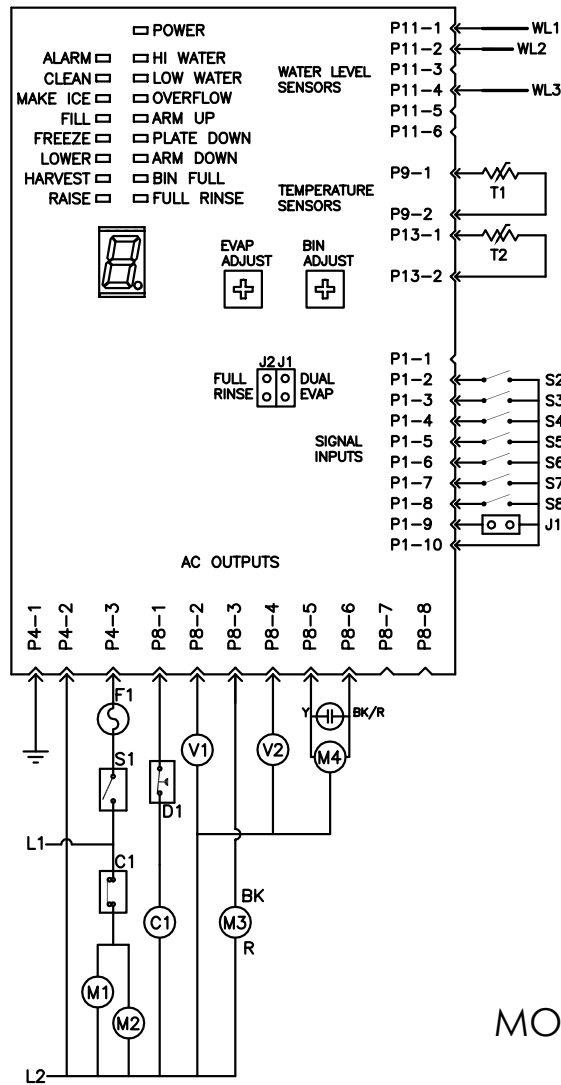 POWER
ALARM HI WATER
CLEAN LOW WATER
MAKE ICE OVERFLOW
FILL ARM UP
FREEZE PLATE DOWN
LOWER ARM DOWN
HARVEST BIN FULL
RAISE FULL RINSE
EVAP
ADJUST
BIN
ADJUST
J2 J1
FULL
RINSE
DUAL
EVAP
WATER LEVEL
SENSORS
TEMPERATURE
SENSORS
SIGNAL
INPUTS
P11-1 WL1
P11-2 WL2
P11-3
P11-4 WL3
P11-5
P11-6
P9-1
T1
P9-2
P13-1
T2
P13-2
P1-1
P1-2 S2
P1-3 S3
P1-4 S4
P1-5 S5
P1-6 S6
P1-7 S7
P1-8 S8
P1-9 J1
P1-10
AC OUTPUTS
P4-1 P4-2 P4-3 P8-1 P8-2 P8-3 P8-4 P8-5 P8-6 P8-7 P8-8
F1
Y BK/R
V1 V2 M4
S1
D1
L1
C1
C1 M3
BK
R
M1
M2
L2
MO